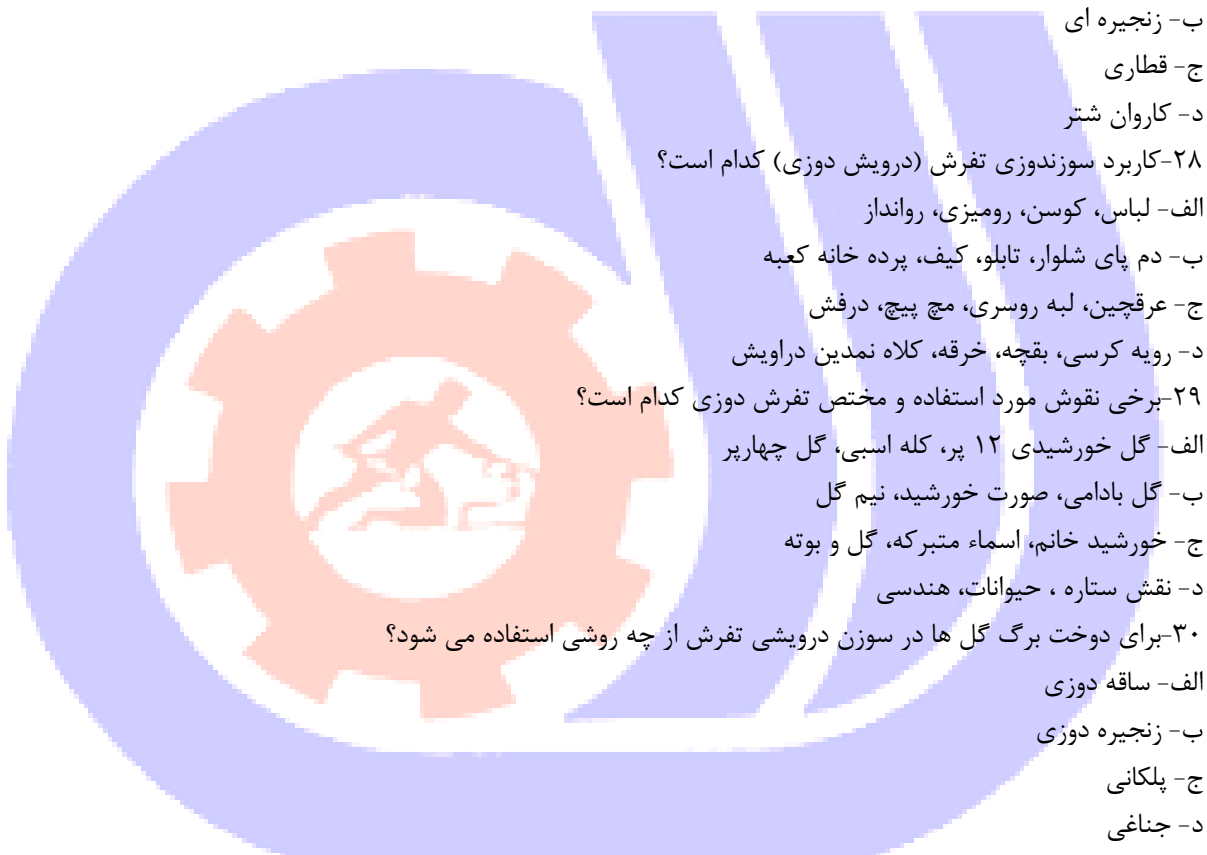 ب- زنجیره ای
ج- قطاری
د- کاروان شتر
۲۸-کاربرد سوزندوزی تفرش (درویش دوزی) کدام است؟
الف- لباس، کوسن، رومیزی، روانداز
ب- دم پای شلوار، تابلو، کیف، پرده خانه کعبه
ج- عرقچین، لبه روسری، مچ پیچ، درفش
د- رویه کرسی، بقچه، خرقه، کلاه نمدین دراویش
۲۹-برخی نقوش مورد استفاده و مختص تفرش دوزی کدام است؟
الف- گل خورشیدی ۱۲ پر، کله اسبی، گل چهارپر
ب- گل بادامی، صورت خورشید، نیم گل
ج- خورشید خانم، اسماء متبرکه، گل و بوته
د- نقش ستاره ، حیوانات، هندسی
۳۰-برای دوخت برگ گل ها در سوزن درویشی تفرش از چه روشی استفاده می شود؟
الف- ساقه دوزی
ب- زنجیره دوزی
ج- پلکانی
د- جناغی